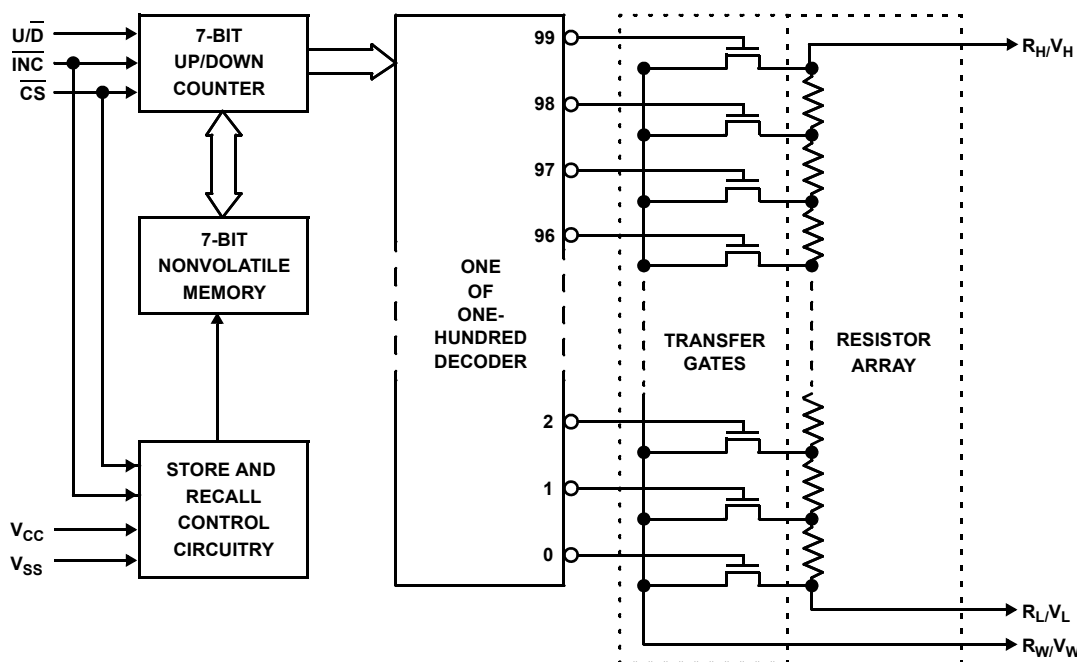 U/D̅
I̅N̅C̅
C̅S̅
7-BIT
UP/DOWN
COUNTER
7-BIT
NONVOLATILE
MEMORY
STORE AND
RECALL
CONTROL
CIRCUITRY
VCC
VSS
ONE
OF
ONE-
HUNDRED
DECODER
99
98
97
96
2
1
0
TRANSFER
GATES
RESISTOR
ARRAY
RH/VH
RL/VL
RW/VW